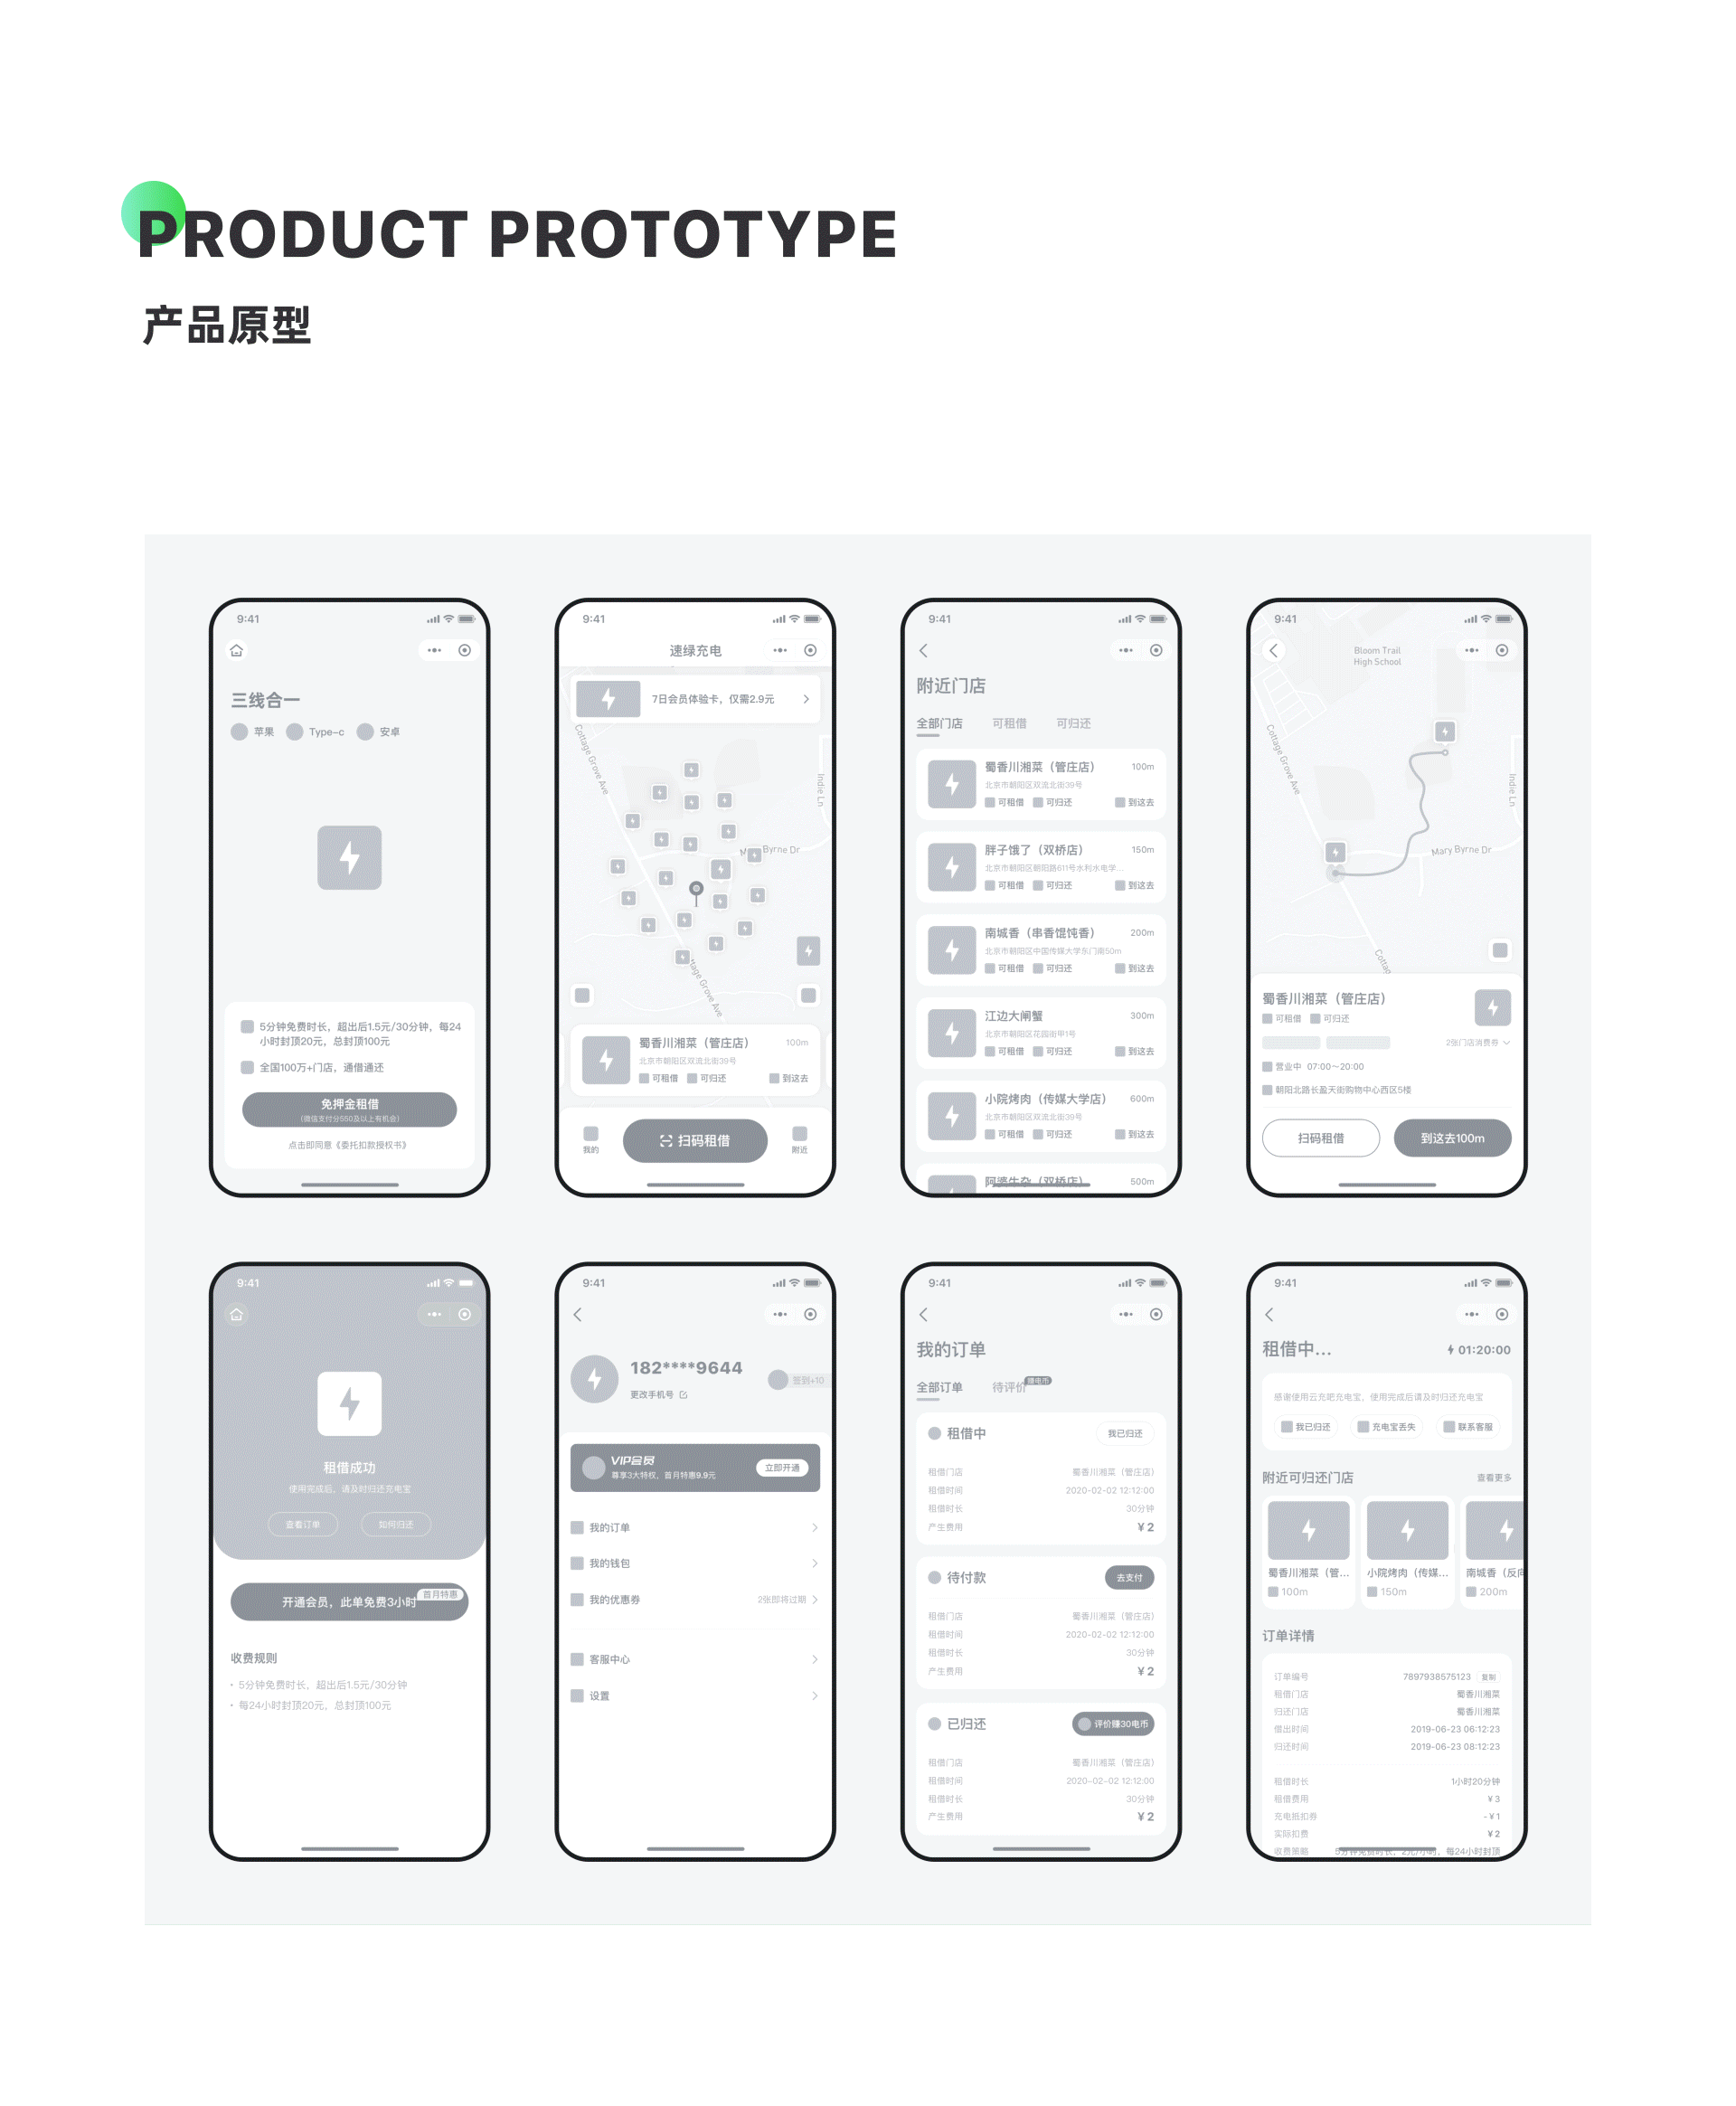 PRODUCT PROTOTYPE
产品原型
9:41
三线合一
苹果 Type-c 安卓
5分钟免费时长，超出后1.5元/30分钟，每24
小时封顶20元，总封顶100元
全国100万+门店，通借通还
免押金租借
(微信支付分550及以上有机会)
点击即同意《委托扣款授权书》
9:41
速绿充电
7日会员体验卡，仅需2.9元
Cottage Grove Ave
Indie Ln
Byrne Dr
ttage Grove Ave
蜀香川湘菜（管庄店） 100m
北京市朝阳区双流北街39号
可租借 可归还 到这去
我的
扫码租借
附近
9:41
附近门店
全部门店 可租借 可归还
蜀香川湘菜（管庄店） 100m
北京市朝阳区双流北街39号
可租借 可归还 到这去
胖子饿了（双桥店） 150m
北京市朝阳区朝阳路611号水利水电学...
可租借 可归还 到这去
南城香（串香馄饨香） 200m
北京市朝阳区中国传媒大学东门南50m
可租借 可归还 到这去
江边大闸蟹 300m
北京市朝阳区花园街甲1号
可租借 可归还 到这去
小院烤肉（传媒大学店） 600m
北京市朝阳区双流北街39号
可租借 可归还 到这去
阿婆牛杂（双桥店） 500m
9:41
Bloom Trail
High School
Cottage Grove Ave
Indie Ln
Mary Byrne Dr
Cottag
蜀香川湘菜（管庄店）
可租借 可归还
2张门店消费券
营业中 07:00～20:00
朝阳北路长盈天街购物中心西区5楼
扫码租借
到这去100m
9:41
租借成功
使用完成后，请及时归还充电宝
查看订单 如何归还
开通会员，此单免费3小时
首月特惠
收费规则
• 5分钟免费时长，超出后1.5元/30分钟
• 每24小时封顶20元，总封顶100元
9:41
182****9644
更改手机号
签到+10
VIP会员
尊享3大特权，首月特惠9.9元
立即开通
我的订单
我的钱包
我的优惠券 2张即将过期
客服中心
设置
9:41
我的订单
全部订单 待评价
赚电币
租借中 我已归还
租借门店 蜀香川湘菜（管庄店）
租借时间 2020-02-02 12:12:00
租借时长 30分钟
产生费用 ¥ 2
待付款 去支付
租借门店 蜀香川湘菜（管庄店）
租借时间 2020-02-02 12:12:00
租借时长 30分钟
产生费用 ¥ 2
已归还 评价赚30电币
租借门店 蜀香川湘菜（管庄店）
租借时间 2020-02-02 12:12:00
租借时长 30分钟
产生费用 ¥ 2
9:41
租借中... 01:20:00
感谢使用云充吧充电宝，使用完成后请及时归还充电宝
我已归还 充电宝丢失 联系客服
附近可归还门店 查看更多
蜀香川湘菜（管... 小院烤肉（传媒... 南城香（反向
100m 150m 200m
订单详情
订单编号 7897938575123 复制
租借门店 蜀香川湘菜
归还门店 蜀香川湘菜
借出时间 2019-06-23 06:12:23
归还时间 2019-06-23 08:12:23
租借时长 1小时20分钟
租借费用 ¥ 3
充电抵扣券 - ¥ 1
实际扣费 ¥ 2
收费策略 5分钟免费时长，2元/小时，每24小时封顶